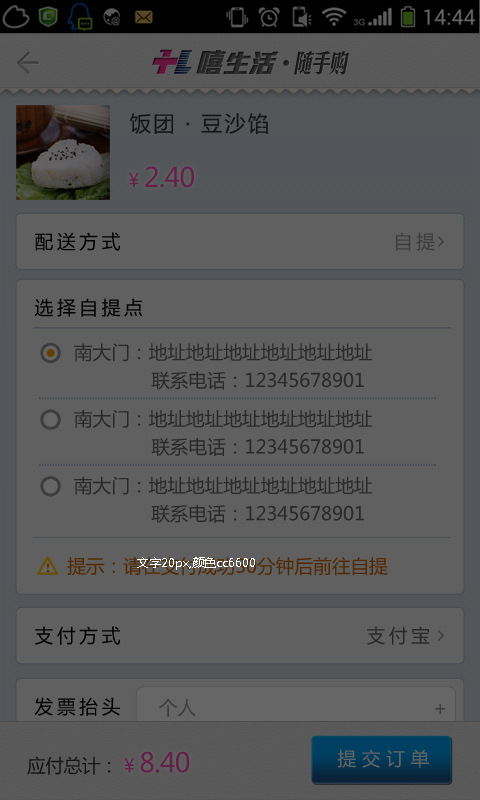 3G 14:44
嘻生活·随手购
饭团 · 豆沙馅
¥ 2.40
配送方式 自提
选择自提点
南大门：地址地址地址地址地址地址
联系电话：12345678901
南大门：地址地址地址地址地址地址
联系电话：12345678901
南大门：地址地址地址地址地址地址
联系电话：12345678901
提示：请在支付成功30分钟后前往自提
文字20px,颜色cc6600
支付方式 支付宝
发票抬头 个人 +
应付总计：¥ 8.40
提交订单